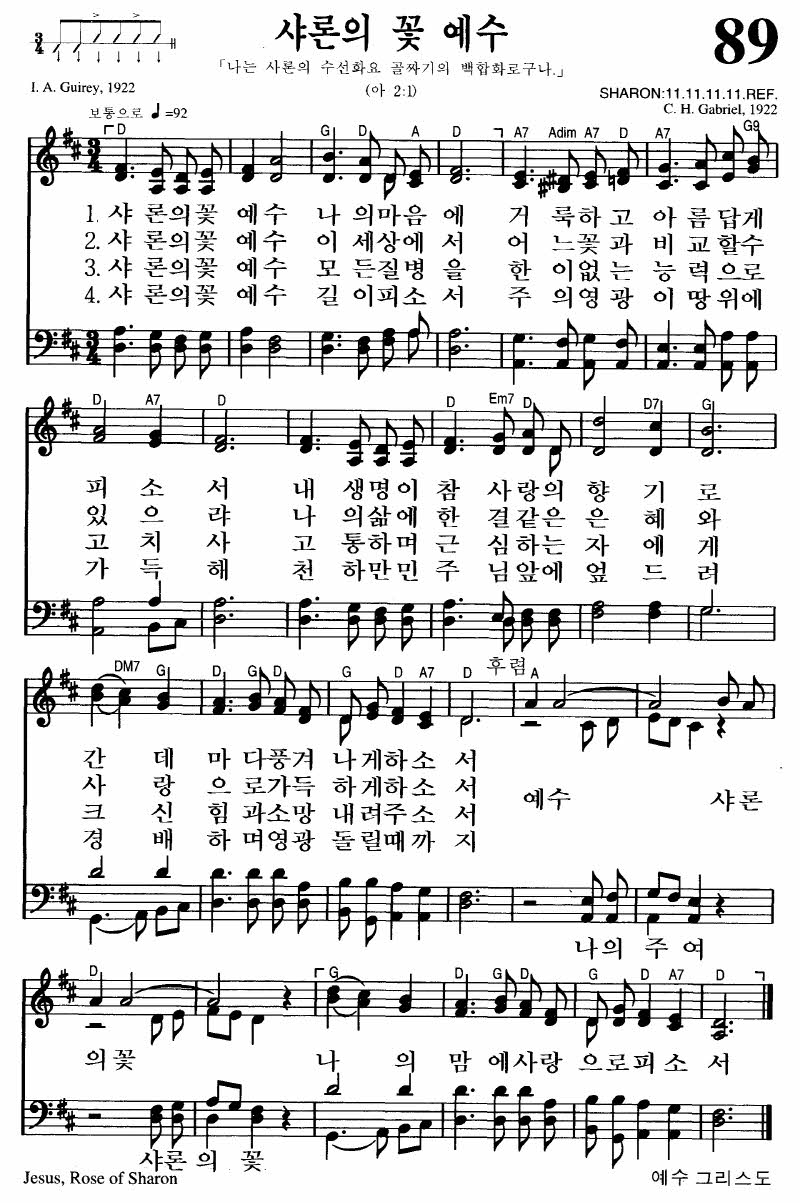 3
4
샤론의 꽃 예수
89
「나는 사론의 수선화요 골짜기의 백합화로구나.」
I. A. Guirey, 1922
(아 2:1)
SHARON:11.11.11.11.REF.
C. H. Gabriel, 1922
보통으로 ♩=92
D G D A D A7 Adim A7 D A7 G9
1. 샤 론의꽃 예수 나 의마음에 거 룩하고 아 름답게
2. 샤 론의꽃 예수 이 세상에서 어 느꽃과 비 교할수
3. 샤 론의꽃 예수 모 든질병을 한 이없는 능 력으로
4. 샤 론의꽃 예수 길 이피소서 주 의영광 이 땅위에
D A7 D D Em7 D D7 G
피 소 서 내 생명이 참 사랑의 향 기 로
있 으 랴 나 의삶에 한 결같은 은 혜 와
고 치 사 고 통하며 근 심하는 자 에 게
가 득 해 천 하만민 주 님앞에 엎 드 려
DM7 G D G D G D A7 D 후렴 A
간 데 마 다풍겨 나게하소 서
사 랑 으 로가득 하게하소 서
크 신 힘 과소망 내려주소 서
경 배 하 며영광 돌릴때까 지
예수 샤론
나의 주 여
D G D G D G D A7 D
의꽃 나 의 맘 에사랑 으로피소 서
샤론의 꽃
Jesus, Rose of Sharon
예수 그리스도